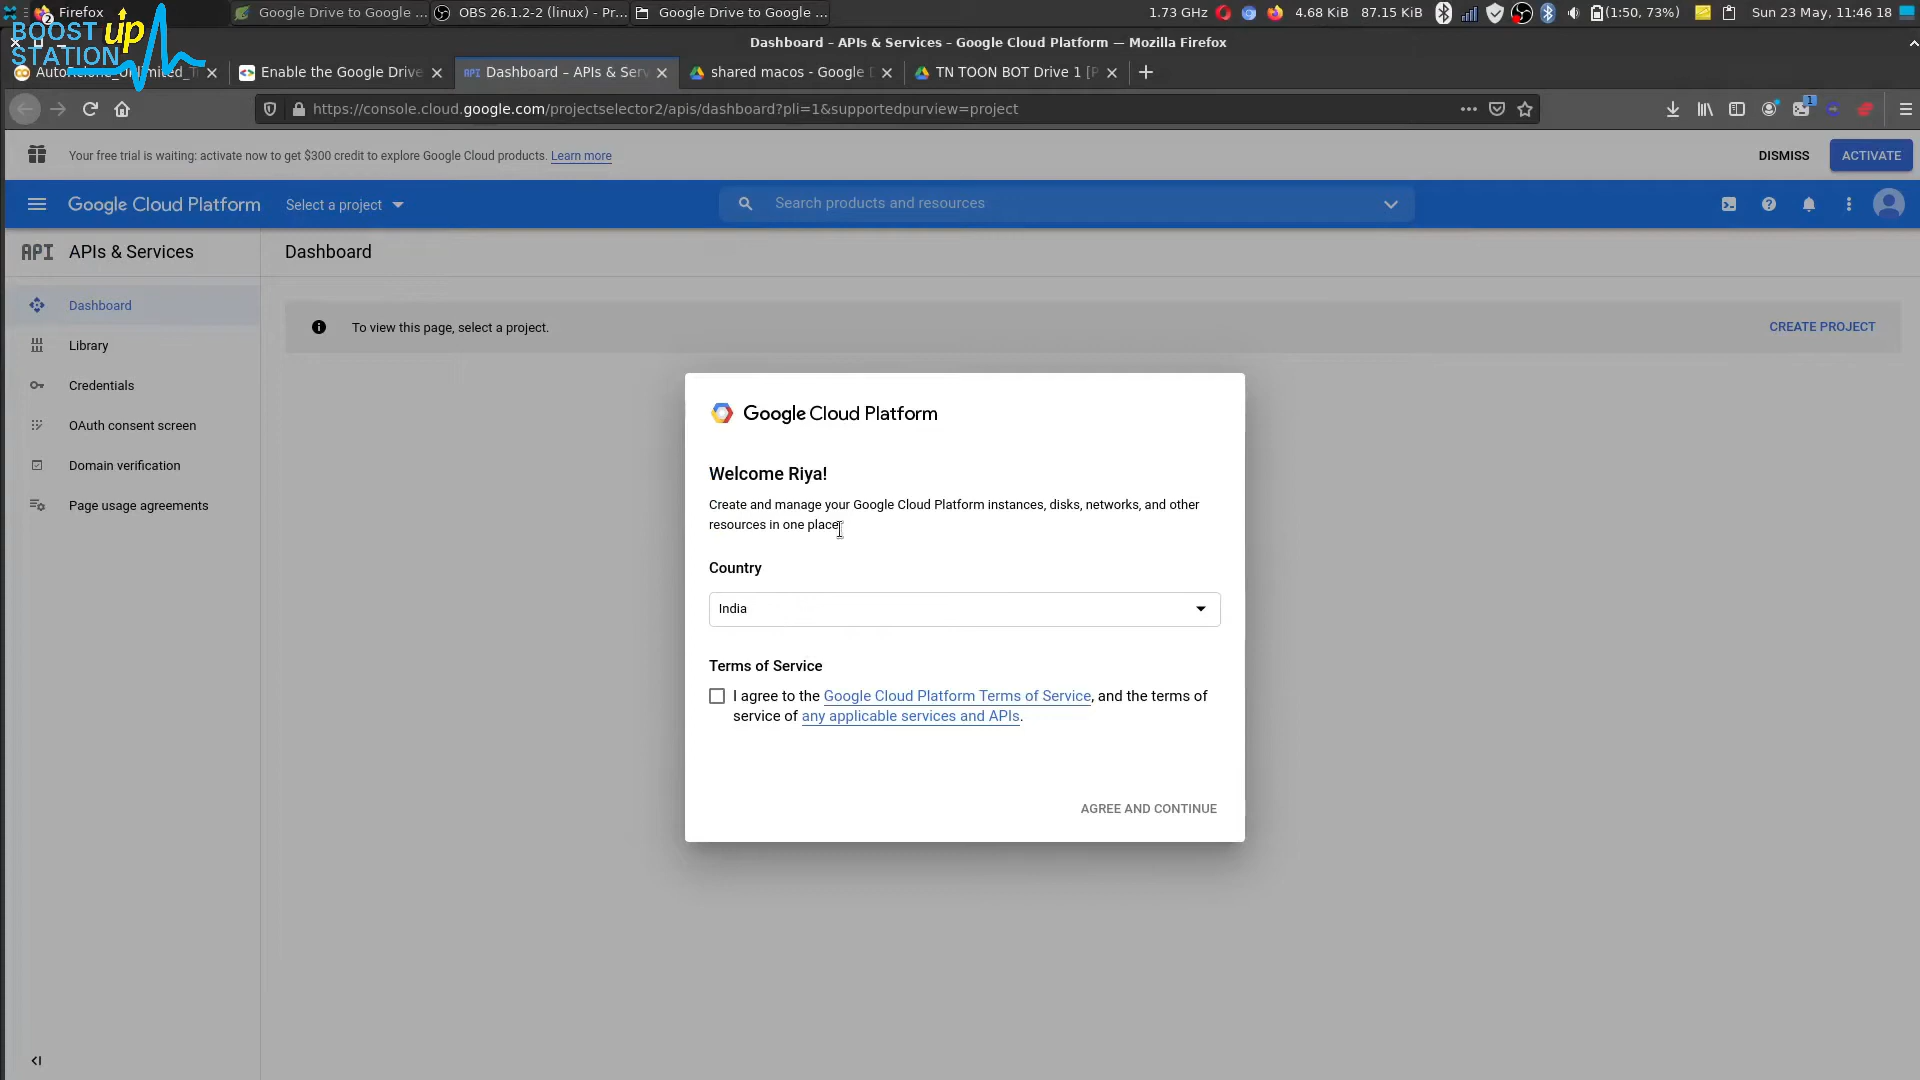 Firefox
2
Google Drive to Google ...
OBS 26.1.2-2 (linux) - Pr...
Google Drive to Google ...
1.73 GHz
4.68 KiB
87.15 KiB
(1:50, 73%)
Sun 23 May, 11:46 18
BOOST up
STATION
Dashboard – APIs & Services – Google Cloud Platform — Mozilla Firefox
Enable the Google Drive
API
Dashboard – APIs & Serv
shared macos - Google D
TN TOON BOT Drive 1 [P
https://console.cloud.google.com/projectselector2/apis/dashboard?pli=1&supportedpurview=project
1
Your free trial is waiting: activate now to get $300 credit to explore Google Cloud products. Learn more
DISMISS
ACTIVATE
Google Cloud Platform
Select a project
Search products and resources
API
APIs & Services
Dashboard
Dashboard
To view this page, select a project.
CREATE PROJECT
Library
Credentials
OAuth consent screen
Domain verification
Page usage agreements
Google Cloud Platform
Welcome Riya!
Create and manage your Google Cloud Platform instances, disks, networks, and other
resources in one place
Country
India
Terms of Service
I agree to the Google Cloud Platform Terms of Service, and the terms of
service of any applicable services and APIs.
AGREE AND CONTINUE